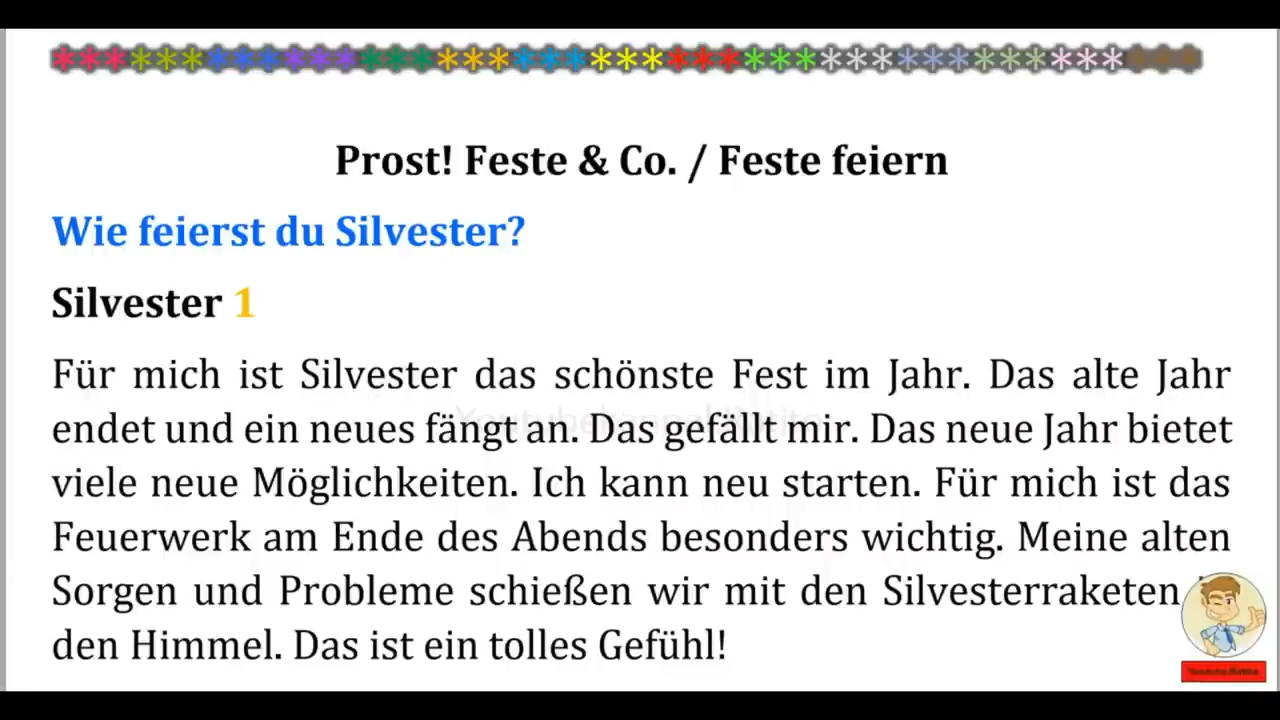 ******************************************
Prost! Feste & Co. / Feste feiern
Wie feierst du Silvester?
Silvester 1
Für mich ist Silvester das schönste Fest im Jahr. Das alte Jahr
endet und ein neues fängt an. Das gefällt mir. Das neue Jahr bietet
viele neue Möglichkeiten. Ich kann neu starten. Für mich ist das
Feuerwerk am Ende des Abends besonders wichtig. Meine alten
Sorgen und Probleme schießen wir mit den Silvesterraketen
den Himmel. Das ist ein tolles Gefühl!